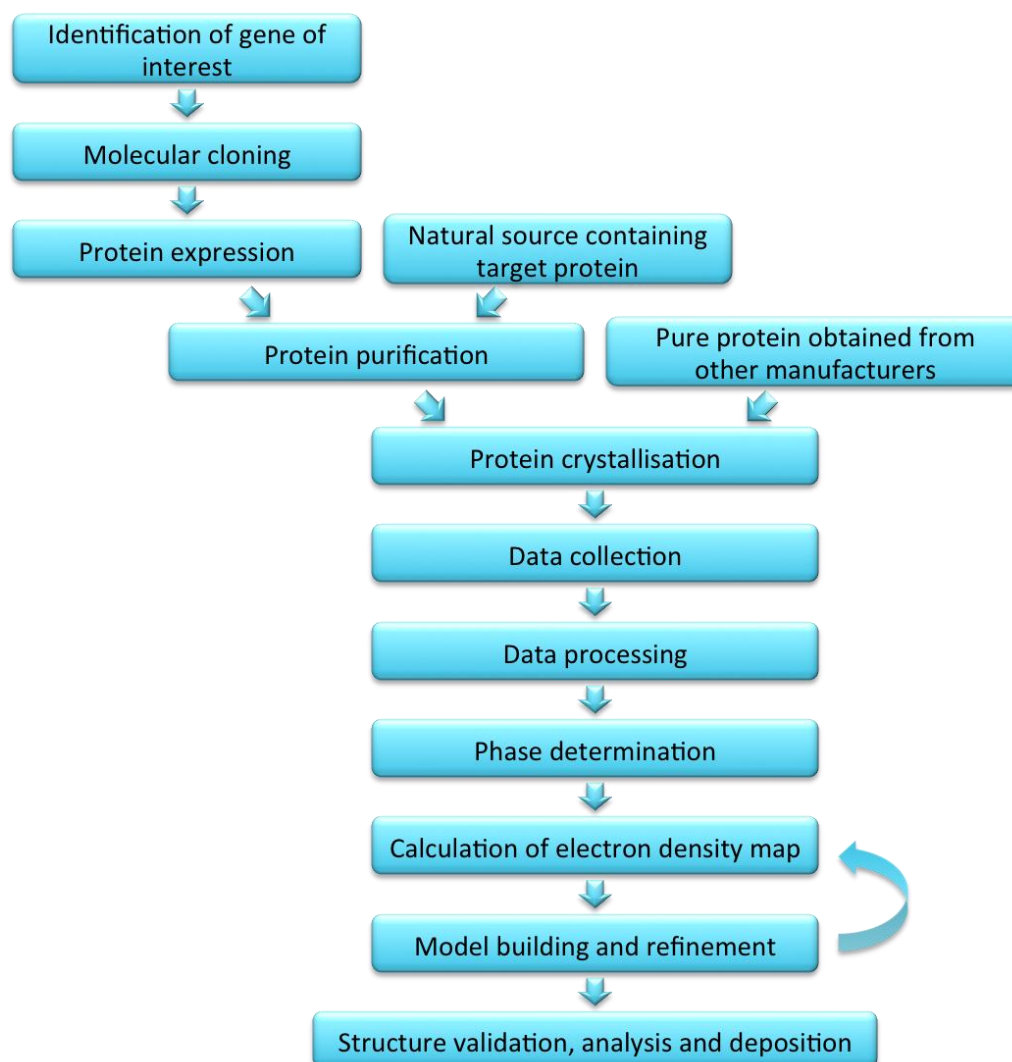 Identification of gene of
interest
Molecular cloning
Protein expression
Natural source containing
target protein
Protein purification
Pure protein obtained from
other manufacturers
Protein crystallisation
Data collection
Data processing
Phase determination
Calculation of electron density map
Model building and refinement
Structure validation, analysis and deposition